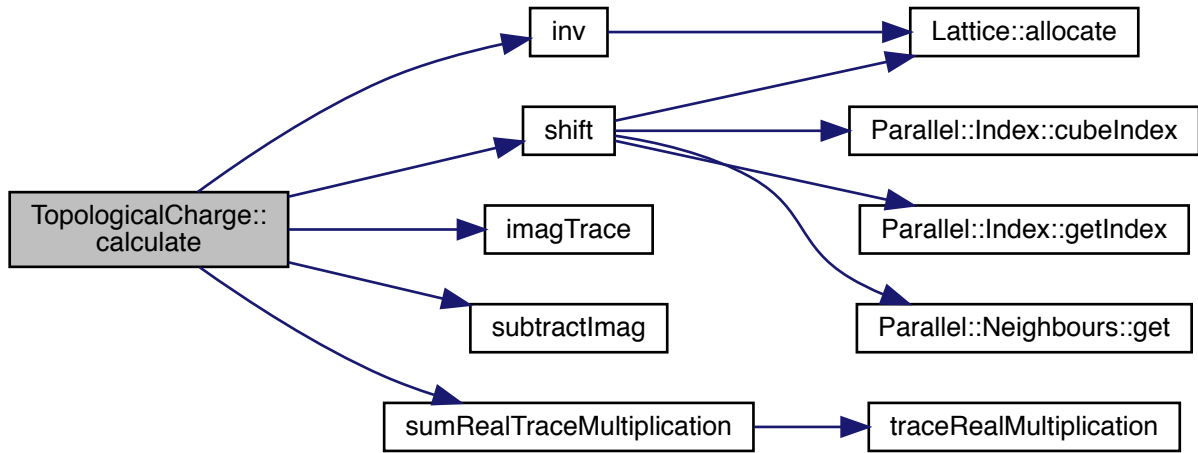 inv
Lattice::allocate
shift
Parallel::Index::cubeIndex
TopologicalCharge::
calculate
imagTrace
Parallel::Index::getIndex
subtractImag
Parallel::Neighbours::get
sumRealTraceMultiplication
traceRealMultiplication